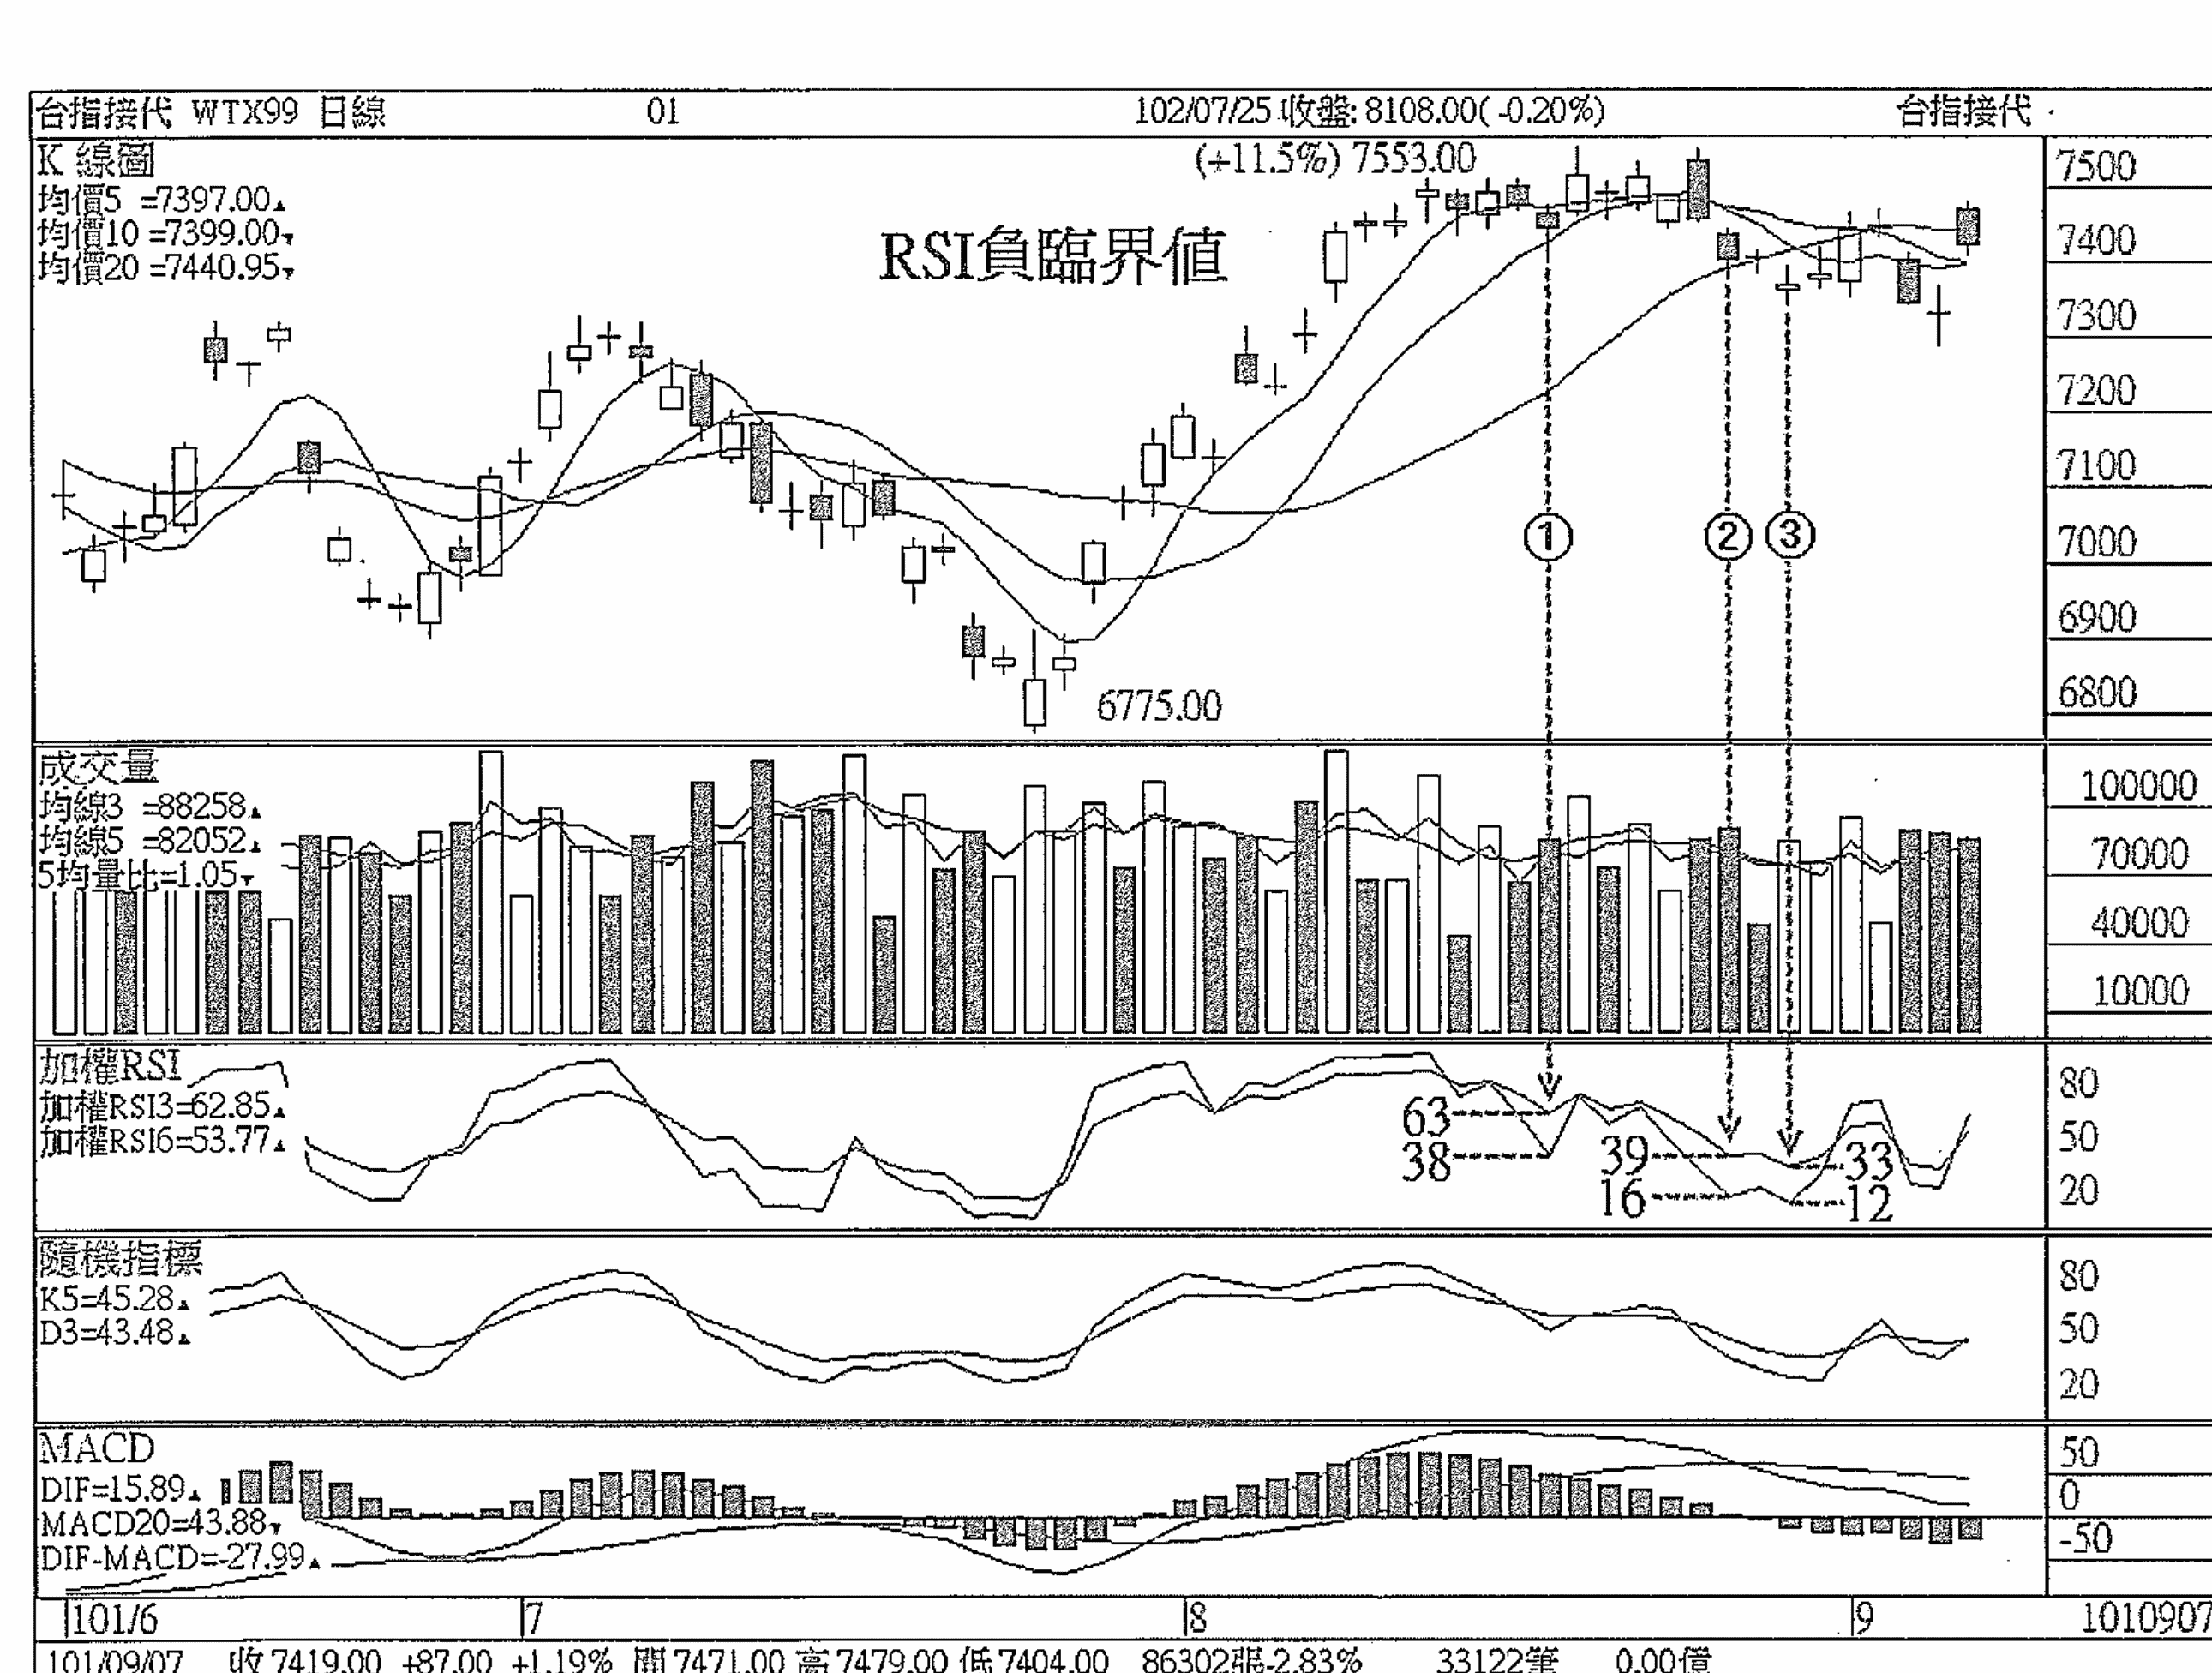 台指接代 WTX99 日線 01 102/07/25 收盤: 8108.00( -0.20%) 台指接代
K 線圖
均價5 =7397.00▲
均價10 =7399.00▼
均價20 =7440.95▼
(+11.5%) 7553.00
RSI負臨界值
6775.00
① ② ③
7500
7400
7300
7200
7100
7000
6900
6800
成交量
均線3 =88258▲
均線5 =82052▲
5均量比=1.05▼
100000
70000
40000
10000
加權RSI
加權RSI3=62.85▲
加權RSI6=53.77▲
63
38
39
16
33
12
80
50
20
隨機指標
K5=45.28▲
D3=43.48▲
80
50
20
MACD
DIF=15.89▲
MACD20=43.88▼
DIF-MACD=-27.99▲
50
0
-50
101/6 7 8 9 1010907
101/09/07 收 7419.00 +87.00 +1.19% 開 7471.00 高 7479.00 低 7404.00 86302張-2.83% 33122筆 0.00億